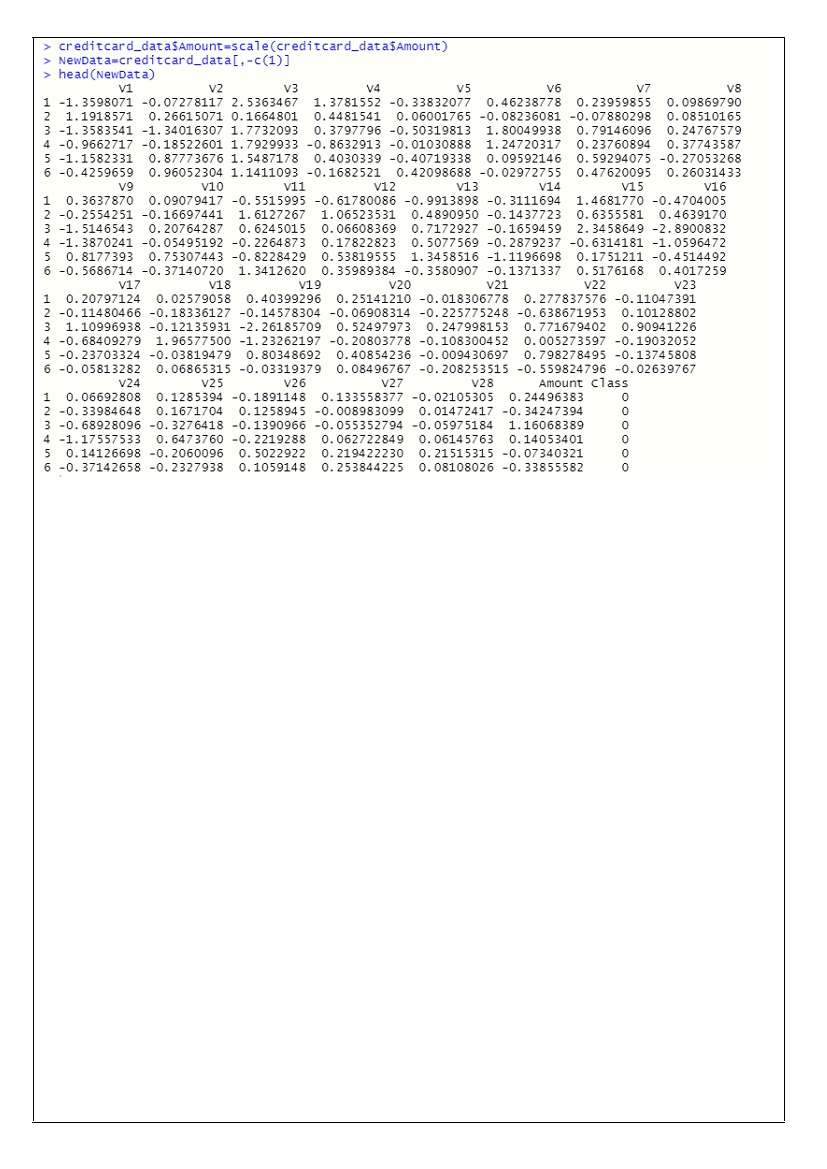 > creditcard_data$Amount=scale(creditcard_data$Amount)
> NewData=creditcard_data[,-c(1)]
> head(NewData)
V1 V2 V3 V4 V5 V6 V7 V8
1 -1.3598071 -0.07278117 2.5363467 1.3781552 -0.33832077 0.46238778 0.23959855 0.09869790
2 1.1918571 0.26615071 0.1664801 0.4481541 0.06001765 -0.08236081 -0.07880298 0.08510165
3 -1.3583541 -1.34016307 1.7732093 0.3797796 -0.50319813 1.80049938 0.79146096 0.24767579
4 -0.9662717 -0.18522601 1.7929933 -0.8632913 -0.01030888 1.24720317 0.23760894 0.37743587
5 -1.1582331 0.87773676 1.5487178 0.4030339 -0.40719338 0.09592146 0.59294075 -0.27053268
6 -0.4259659 0.96052304 1.1411093 -0.1682521 0.42098688 -0.02972755 0.47620095 0.26031433
V9 V10 V11 V12 V13 V14 V15 V16
1 0.3637870 0.09079417 -0.5515995 -0.61780086 -0.9913898 -0.3111694 1.4681770 -0.4704005
2 -0.2554251 -0.16697441 1.6127267 1.06523531 0.4890950 -0.1437723 0.6355581 0.4639170
3 -1.5146543 0.20764287 0.6245015 0.06608369 0.7172927 -0.1659459 2.3458649 -2.8900832
4 -1.3870241 -0.05495192 -0.2264873 0.17822823 0.5077569 -0.2879237 -0.6314181 -1.0596472
5 0.8177393 0.75307443 -0.8228429 0.53819555 1.3458516 -1.1196698 0.1751211 -0.4514492
6 -0.5686714 -0.37140720 1.3412620 0.35989384 -0.3580907 -0.1371337 0.5176168 0.4017259
V17 V18 V19 V20 V21 V22 V23
1 0.20797124 0.02579058 0.40399296 0.25141210 -0.018306778 0.277837576 -0.11047391
2 -0.11480466 -0.18336127 -0.14578304 -0.06908314 -0.225775248 -0.638671953 0.10128802
3 1.10996938 -0.12135931 -2.26185709 0.52497973 0.247998153 0.771679402 0.90941226
4 -0.68409279 1.96577500 -1.23262197 -0.20803778 -0.108300452 0.005273597 -0.19032052
5 -0.23703324 -0.03819479 0.80348692 0.40854236 -0.009430697 0.798278495 -0.13745808
6 -0.05813282 0.06865315 -0.03319379 0.08496767 -0.208253515 -0.559824796 -0.02639767
V24 V25 V26 V27 V28 Amount Class
1 0.06692808 0.1285394 -0.1891148 0.133558377 -0.02105305 0.24496383 0
2 -0.33984648 0.1671704 0.1258945 -0.008983099 0.01472417 -0.34247394 0
3 -0.68928096 -0.3276418 -0.1390966 -0.055352794 -0.05975184 1.16068389 0
4 -1.17557533 0.6473760 -0.2219288 0.062722849 0.06145763 0.14053401 0
5 0.14126698 -0.2060096 0.5022922 0.219422230 0.21515315 -0.07340321 0
6 -0.37142658 -0.2327938 0.1059148 0.253844225 0.08108026 -0.33855582 0